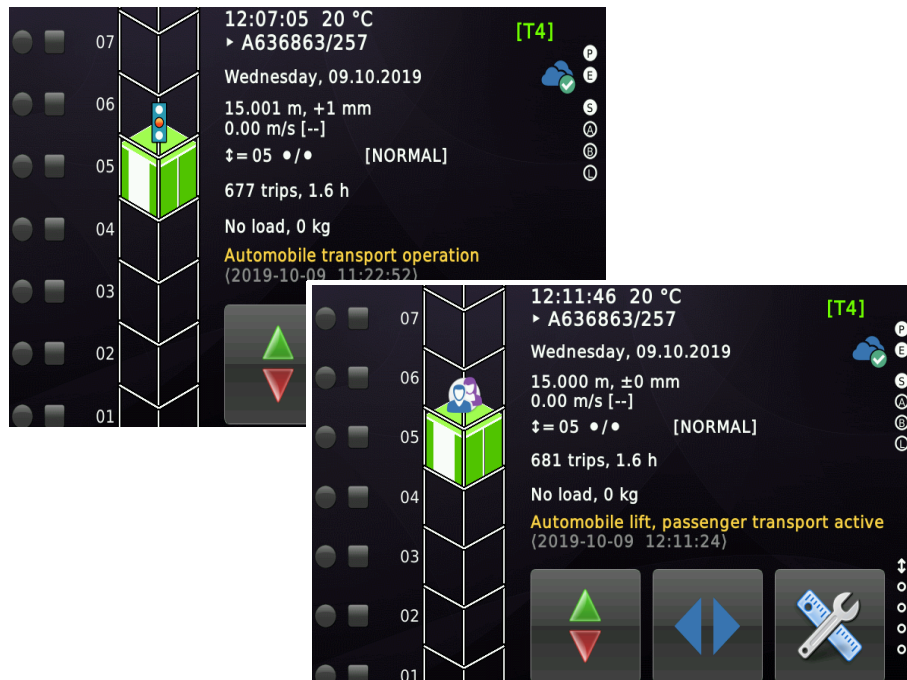 12:07:05 20 °C
▸ A636863/257
[T4]
Wednesday, 09.10.2019
15.001 m, +1 mm
0.00 m/s [--]
↕= 05 •/• [NORMAL]
677 trips, 1.6 h
No load, 0 kg
Automobile transport operation
(2019-10-09 11:22:52)
07
06
05
04
03
02
01
P
E
S
A
B
L
12:11:46 20 °C
▸ A636863/257
[T4]
Wednesday, 09.10.2019
15.000 m, ±0 mm
0.00 m/s [--]
↕= 05 •/• [NORMAL]
681 trips, 1.6 h
No load, 0 kg
Automobile lift, passenger transport active
(2019-10-09 12:11:24)
07
06
05
04
03
02
01
P
E
S
A
B
L